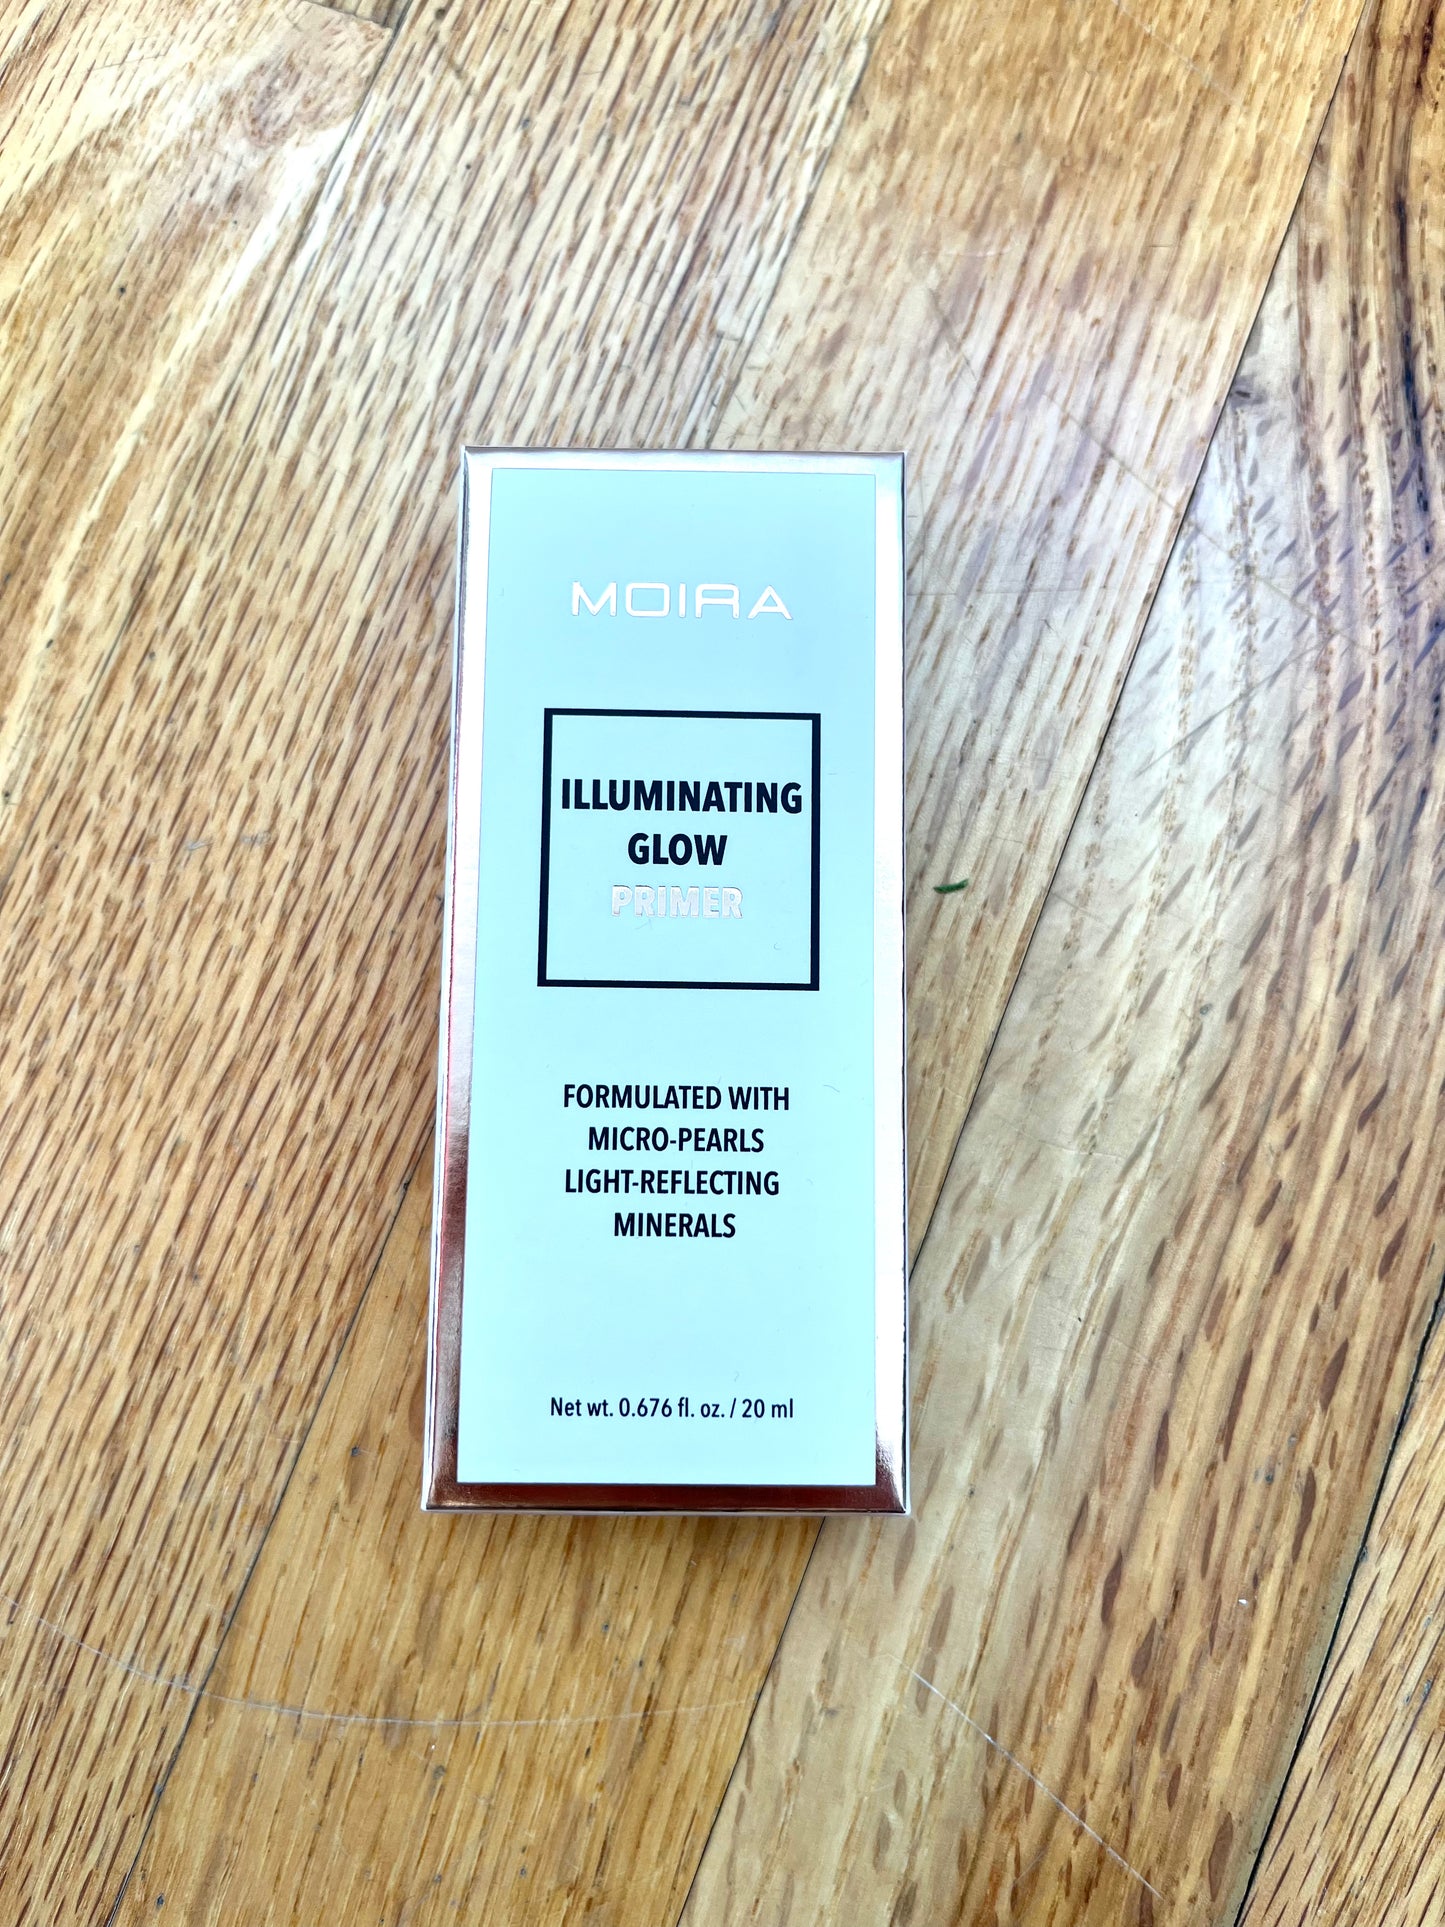 MOIRA
ILLUMINATING
GLOW
PRIMER
FORMULATED WITH
MICRO-PEARLS
LIGHT-REFLECTING
MINERALS
Net wt. 0.676 fl. oz. / 20 ml